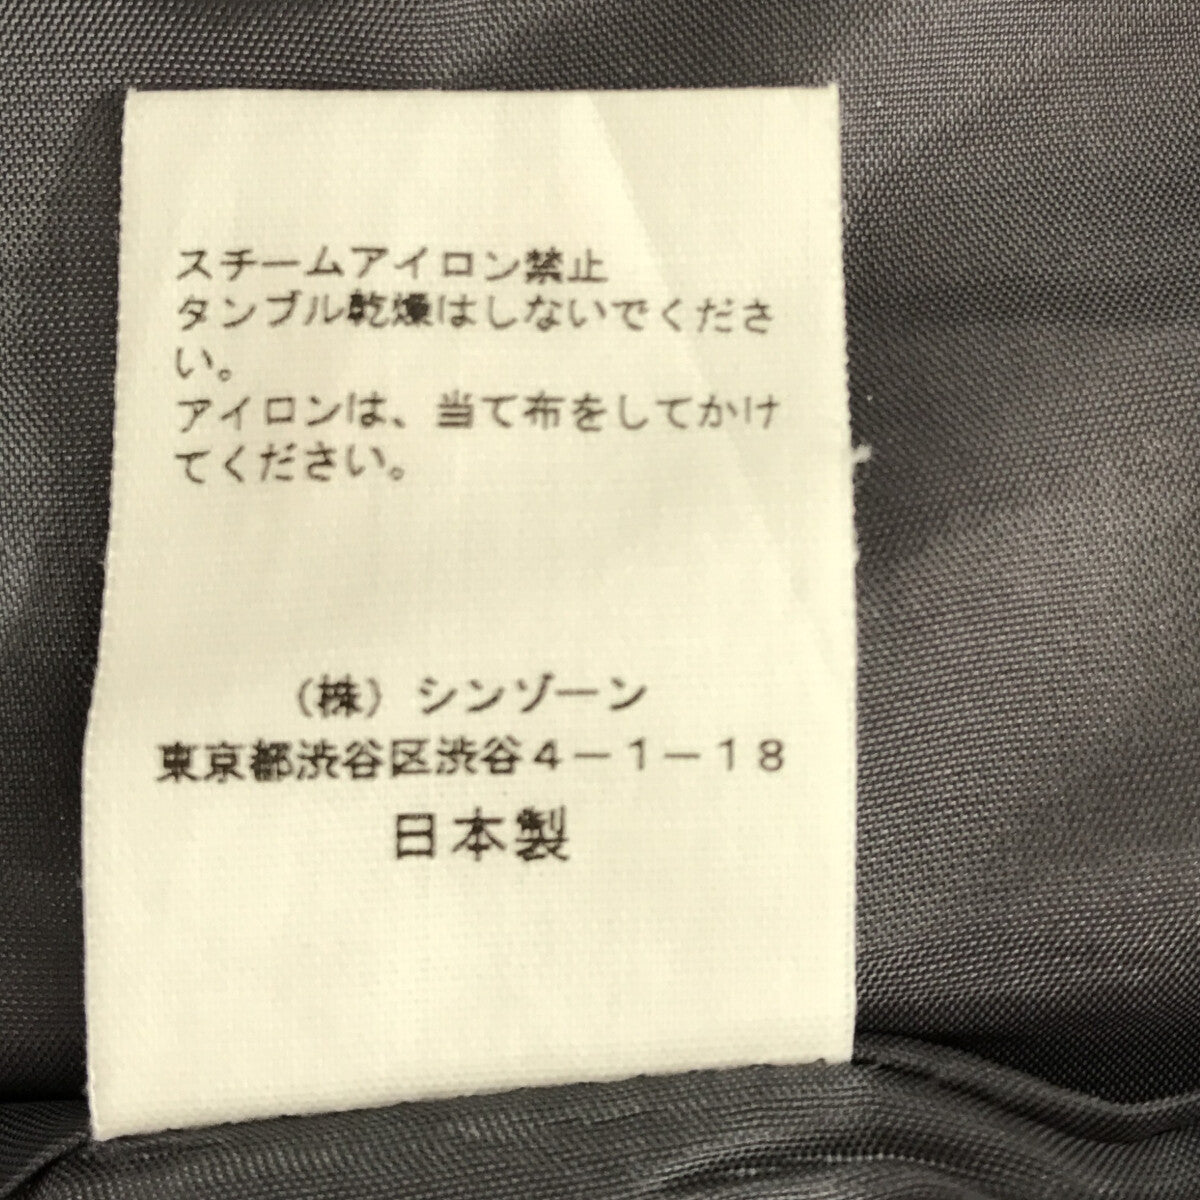 スチームアイロン禁止
タンブル乾燥はしないでくださ
い。
アイロンは、当て布をしてかけ
てください。
（株）シンゾーン
東京都渋谷区渋谷４－１－１８
日本製